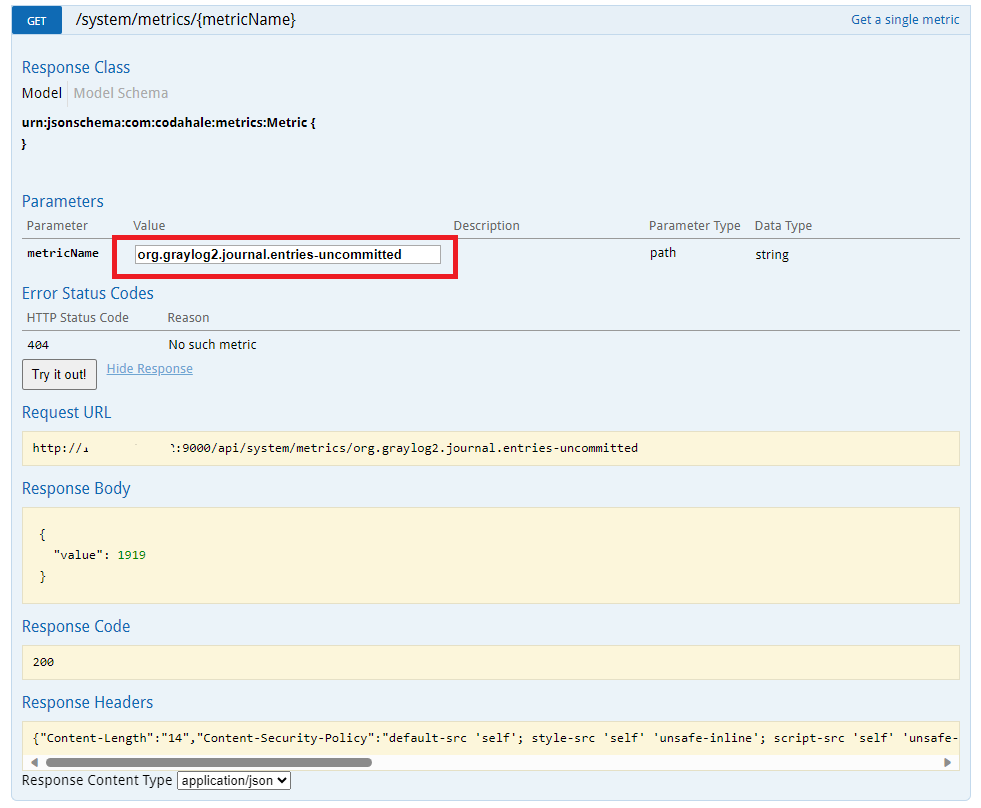 GET /system/metrics/{metricName} Get a single metric
Response Class
Model Model Schema
urn:jsonschema:com:codahale:metrics:Metric {
}
Parameters
Parameter Value Description Parameter Type Data Type
metricName org.graylog2.journal.entries-uncommitted path string
Error Status Codes
HTTP Status Code Reason
404 No such metric
Try it out! Hide Response
Request URL
http:// :9000/api/system/metrics/org.graylog2.journal.entries-uncommitted
Response Body
{
"value": 1919
}
Response Code
200
Response Headers
{"Content-Length":"14","Content-Security-Policy":"default-src 'self'; style-src 'self' 'unsafe-inline'; script-src 'self' 'unsafe-
Response Content Type application/json